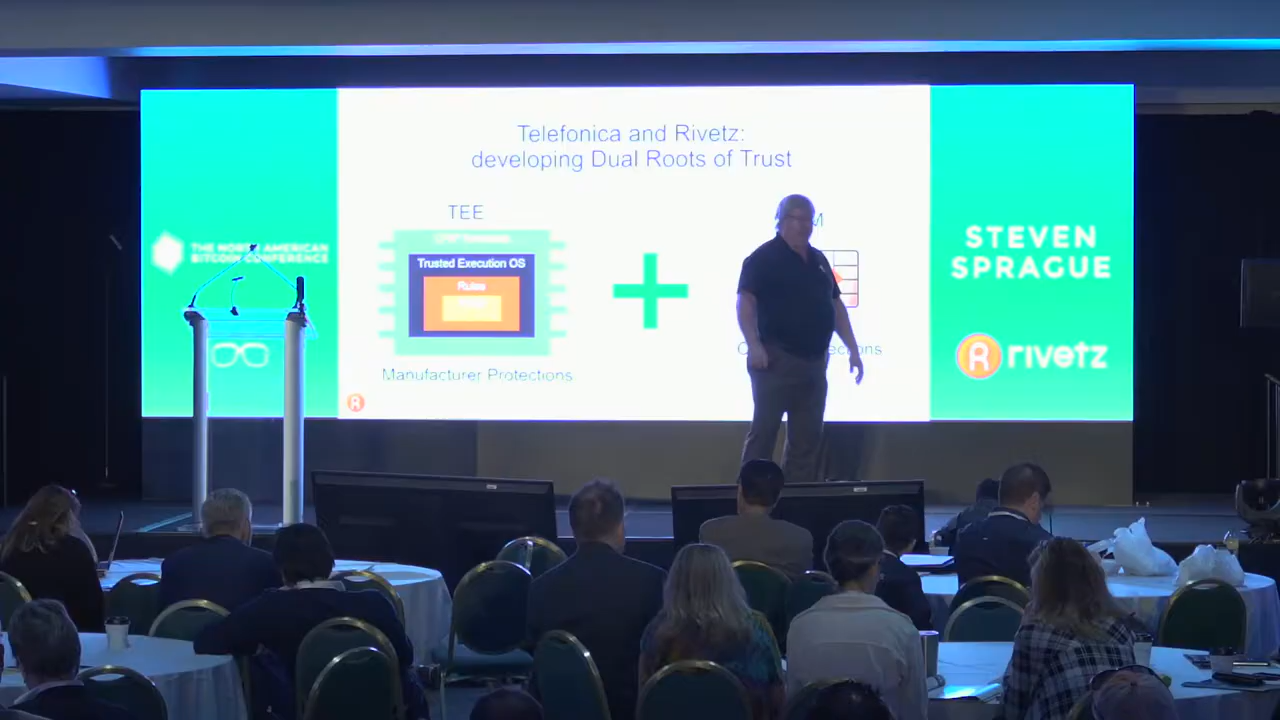 Telefonica and Rivetz:
developing Dual Roots of Trust
TEE
Trusted Execution OS
Rules
Manufacturer Protections
THE NORTH AMERICAN
BITCOIN CONFERENCE
STEVEN
SPRAGUE
rivetz